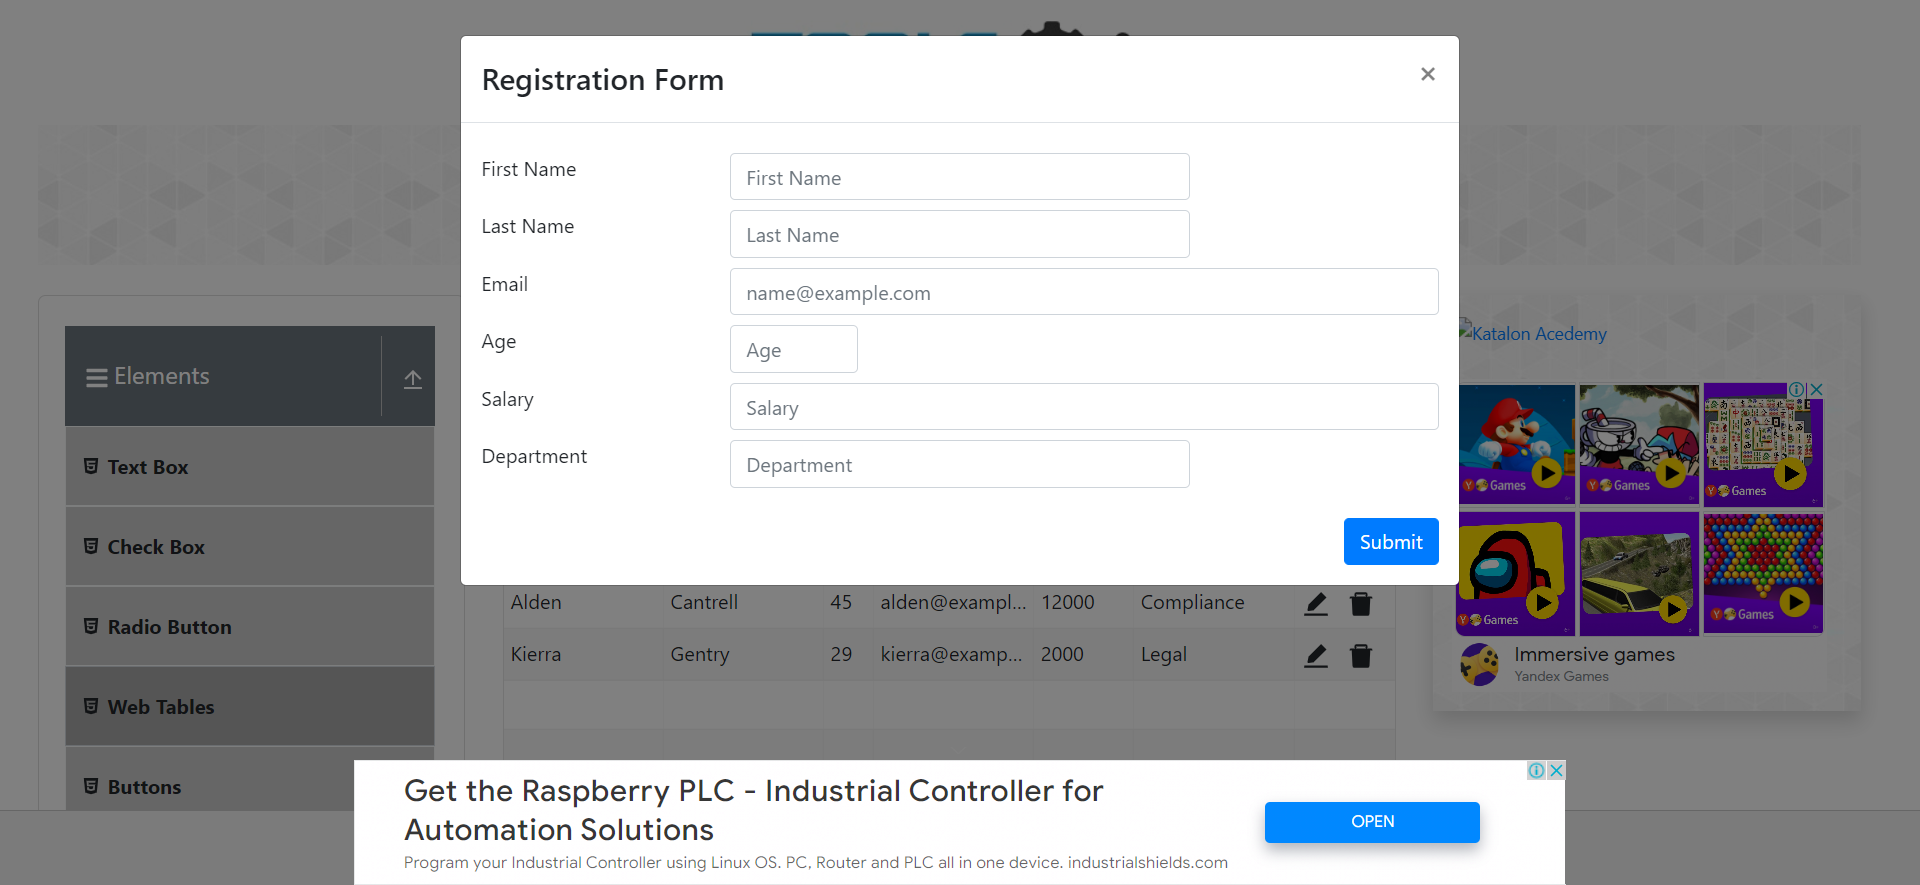 Registration Form
×
First Name
First Name
Last Name
Last Name
Email
name@example.com
Age
Age
Salary
Salary
Department
Department
Submit
Elements
Text Box
Check Box
Radio Button
Web Tables
Buttons
Alden Cantrell 45 alden@exampl... 12000 Compliance
Kierra Gentry 29 kierra@examp... 2000 Legal
Katalon Acedemy
Y Games
Y Games
Y Games
Y Games
Y Games
Immersive games
Yandex Games
Get the Raspberry PLC - Industrial Controller for
Automation Solutions
Program your Industrial Controller using Linux OS. PC, Router and PLC all in one device. industrialshields.com
OPEN